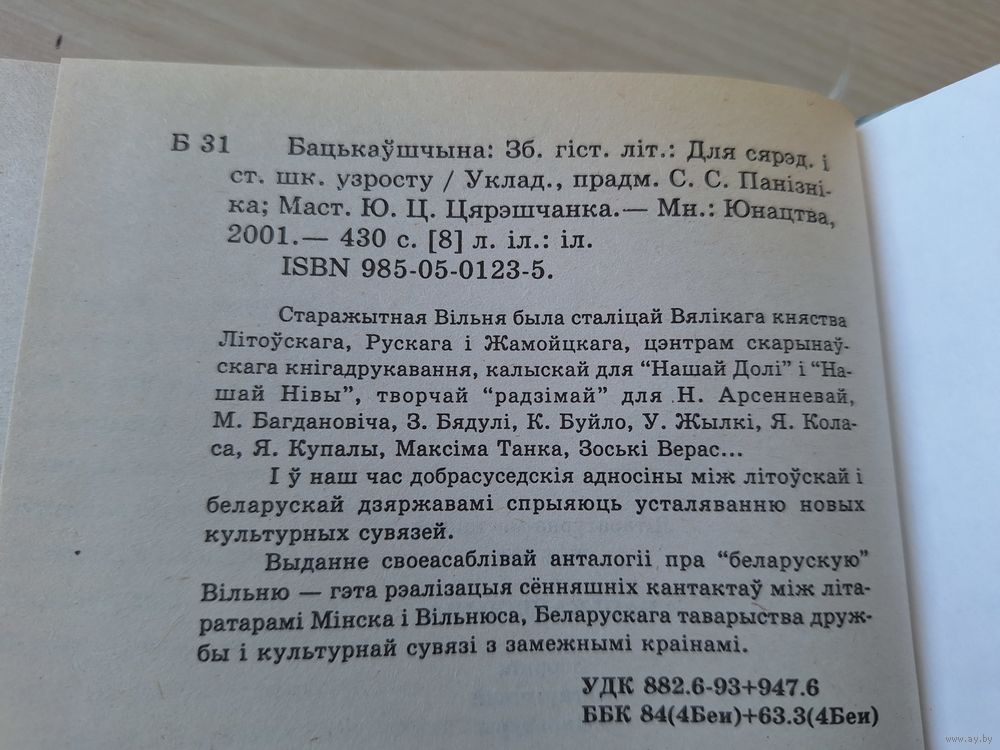 Б 31 Бацькаўшчына: Зб. гіст. літ.: Для сярэд. і
ст. шк. узросту / Уклад., прадм. С. С. Панізні-
ка; Маст. Ю. Ц. Цярэшчанка.— Мн.: Юнацтва,
2001.— 430 с. [8] л. іл.: іл.
ISBN 985-05-0123-5.
Старажытная Вільня была сталіцай Вялікага княства
Літоўскага, Рускага і Жамойцкага, цэнтрам скарынаў-
скага кнігадрукавання, калыскай для “Нашай Долі” і “На-
шай Нівы”, творчай “радзімай” для Н. Арсенневай,
М. Багдановіча, З. Бядулі, К. Буйло, У. Жылкі, Я. Кола-
са, Я. Купалы, Максіма Танка, Зоські Верас...
І ў наш час добрасуседскія адносіны між літоўскай і
беларускай дзяржавамі спрыяюць усталяванню новых
культурных сувязей.
Выданне своеасаблівай анталогіі пра “беларускую”
Вільню — гэта рэалізацыя сённяшніх кантактаў між літа-
ратарамі Мінска і Вільнюса, Беларускага таварыства друж-
бы і культурнай сувязі з замежнымі краінамі.
УДК 882.6-93+947.6
ББК 84(4Беи)+63.3(4Беи)
www.ay.by